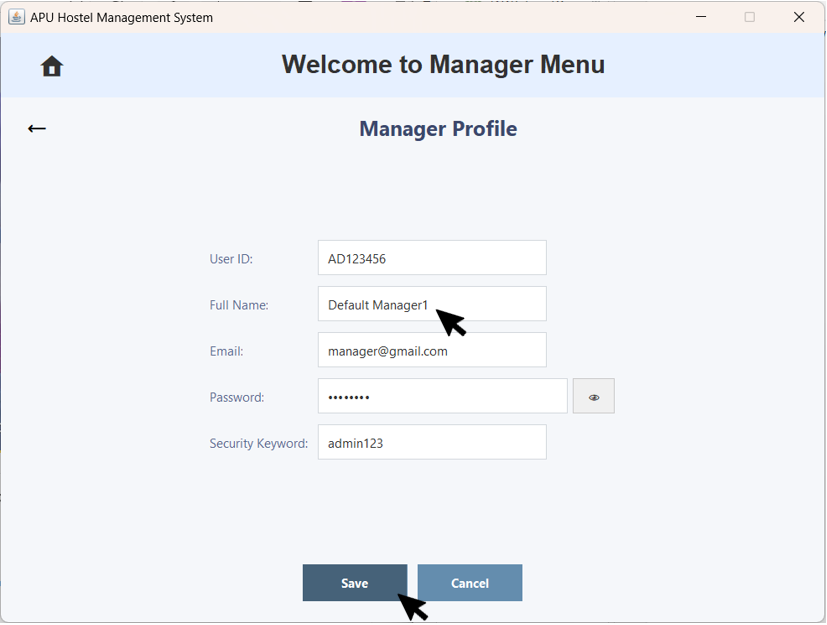 APU Hostel Management System
Welcome to Manager Menu
Manager Profile
User ID: AD123456
Full Name: Default Manager1
Email: manager@gmail.com
Password: ••••••••
Security Keyword: admin123
Save Cancel